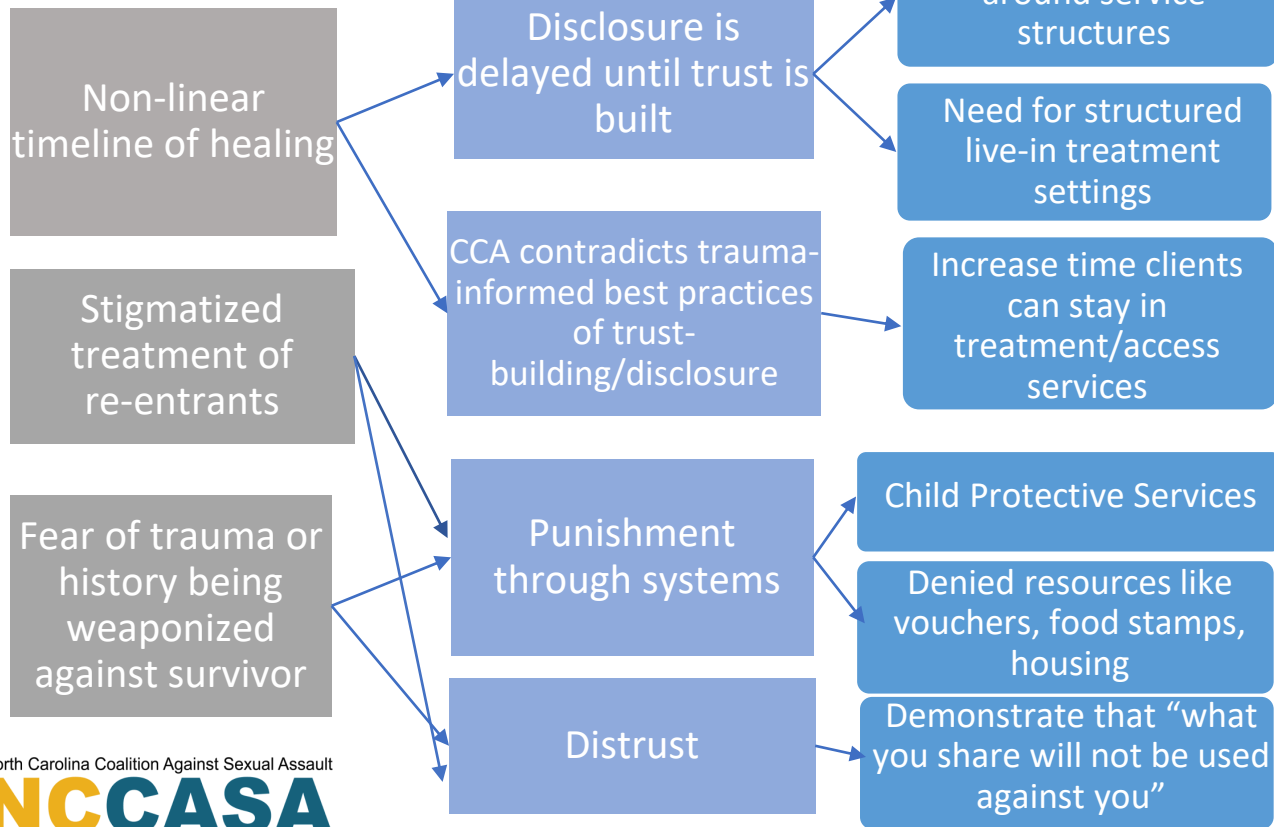 Non-linear
timeline of healing
Stigmatized
treatment of
re-entrants
Fear of trauma or
history being
weaponized
against survivor
Disclosure is
delayed until trust is
built
CCA contradicts trauma-
informed best practices
of trust-
building/disclosure
Punishment
through systems
Distrust
around service
structures
Need for structured
live-in treatment
settings
Increase time clients
can stay in
treatment/access
services
Child Protective Services
Denied resources like
vouchers, food stamps,
housing
Demonstrate that “what
you share will not be used
against you”
orth Carolina Coalition Against Sexual Assault
NCCASA